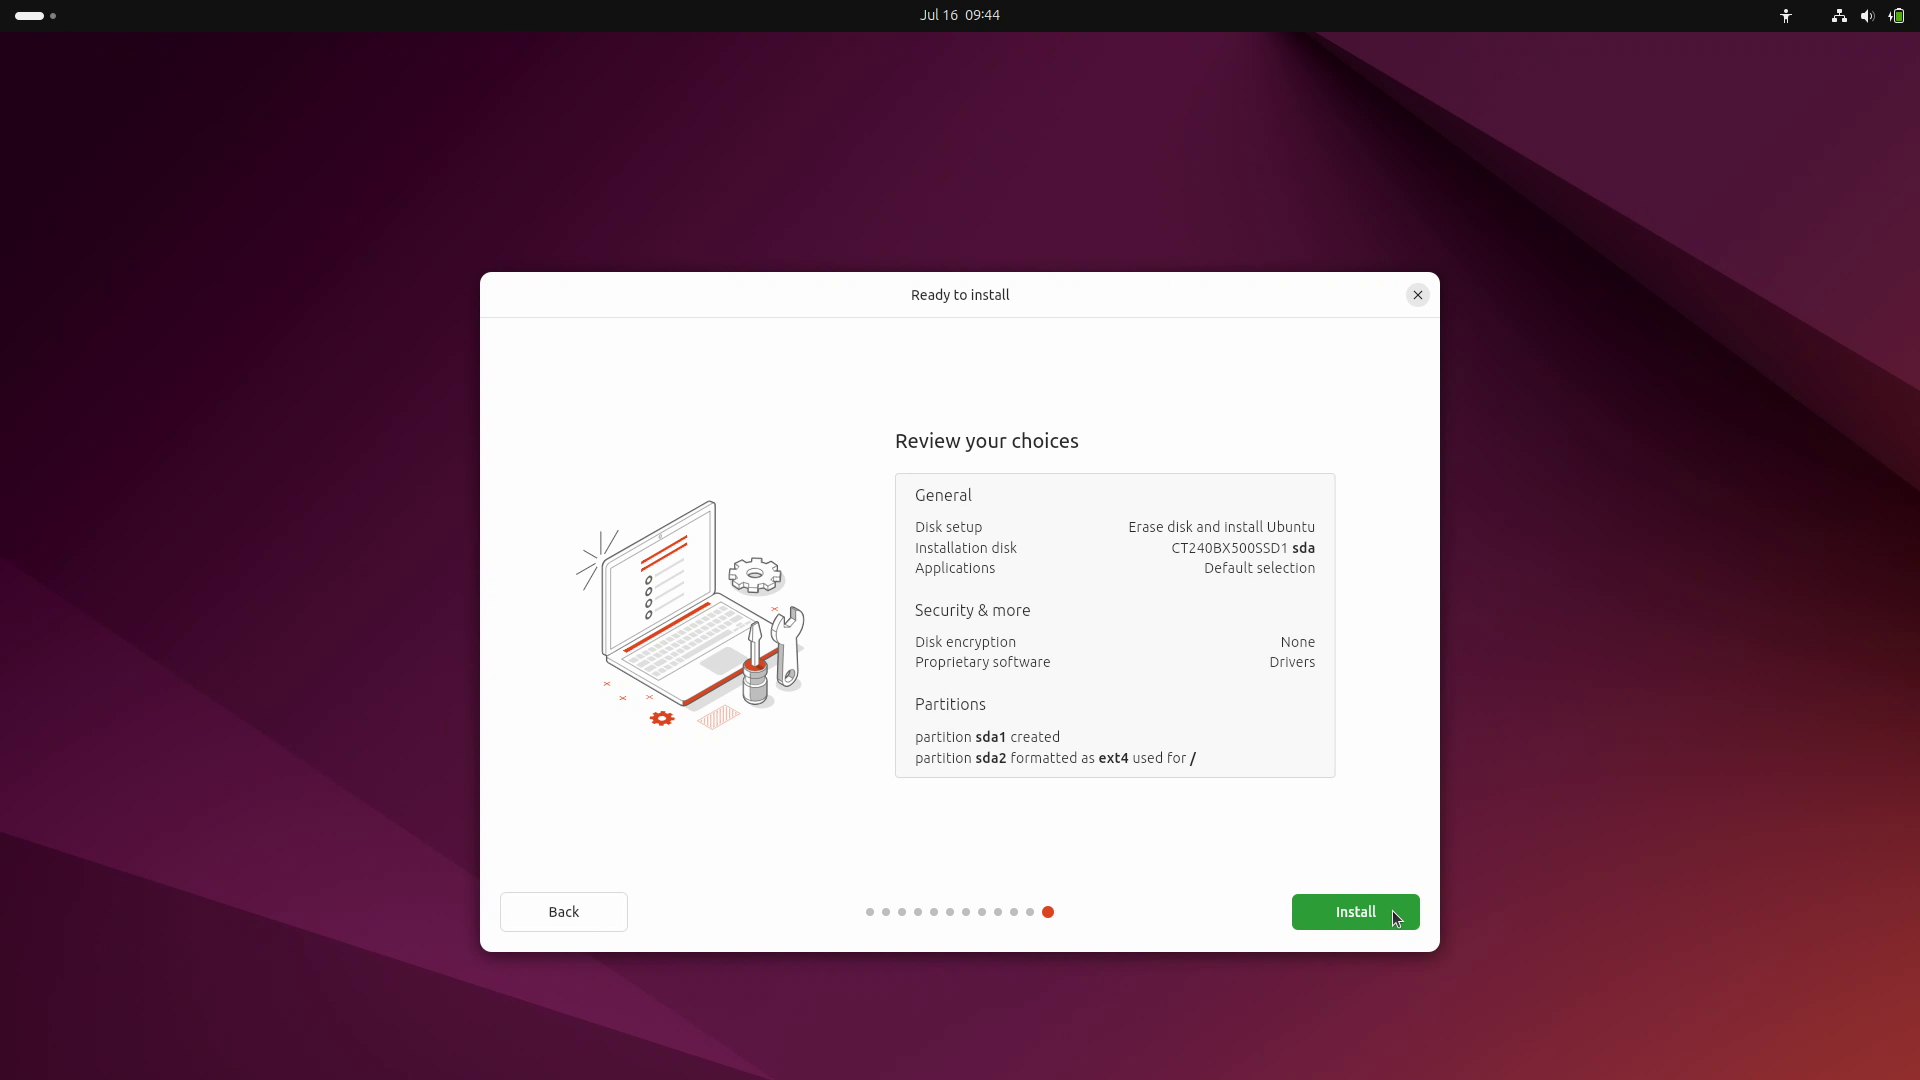 Jul 16 09:44
Ready to install
Review your choices
General
Disk setup Erase disk and install Ubuntu
Installation disk CT240BX500SSD1 sda
Applications Default selection
Security & more
Disk encryption None
Proprietary software Drivers
Partitions
partition sda1 created
partition sda2 formatted as ext4 used for /
Back Install